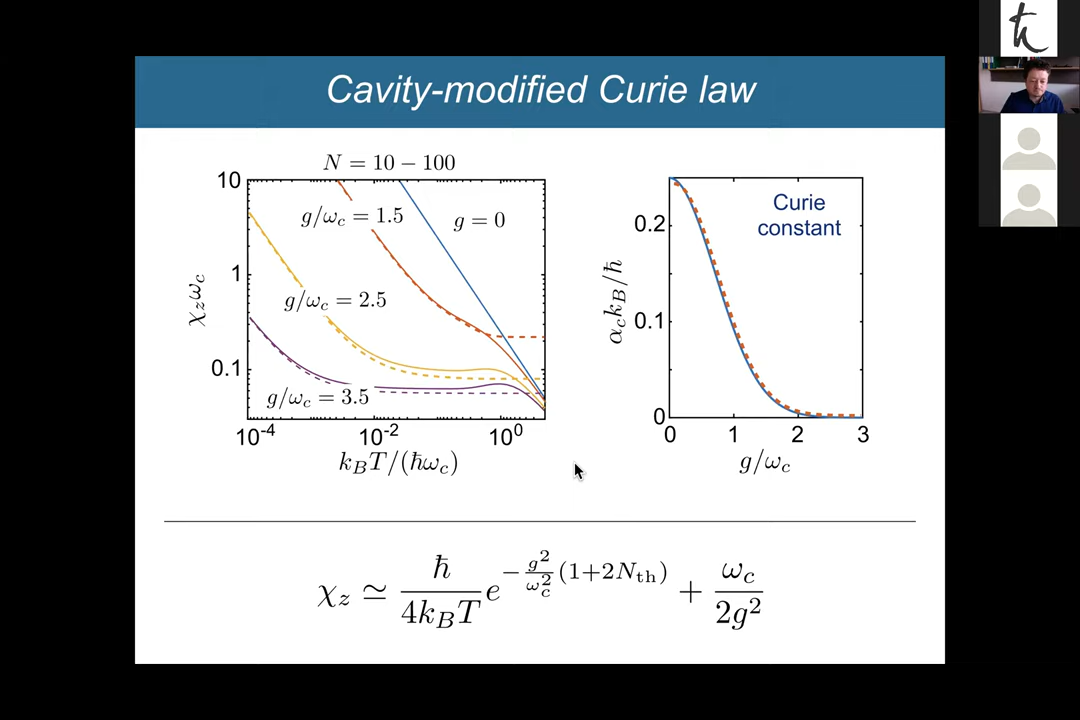 Cavity-modified Curie law
N = 10 − 100
10
1
0.1
χ_z ω_c
g/ω_c = 1.5
g = 0
g/ω_c = 2.5
g/ω_c = 3.5
10^-4
10^-2
10^0
k_B T/(ħω_c)
Curie
constant
0.2
0.1
0
α_c k_B/ħ
0
1
2
3
g/ω_c
χ_z ≃ ħ/(4k_B T) e^{−g²/ω_c² (1+2N_th)} + ω_c/(2g²)
ħ